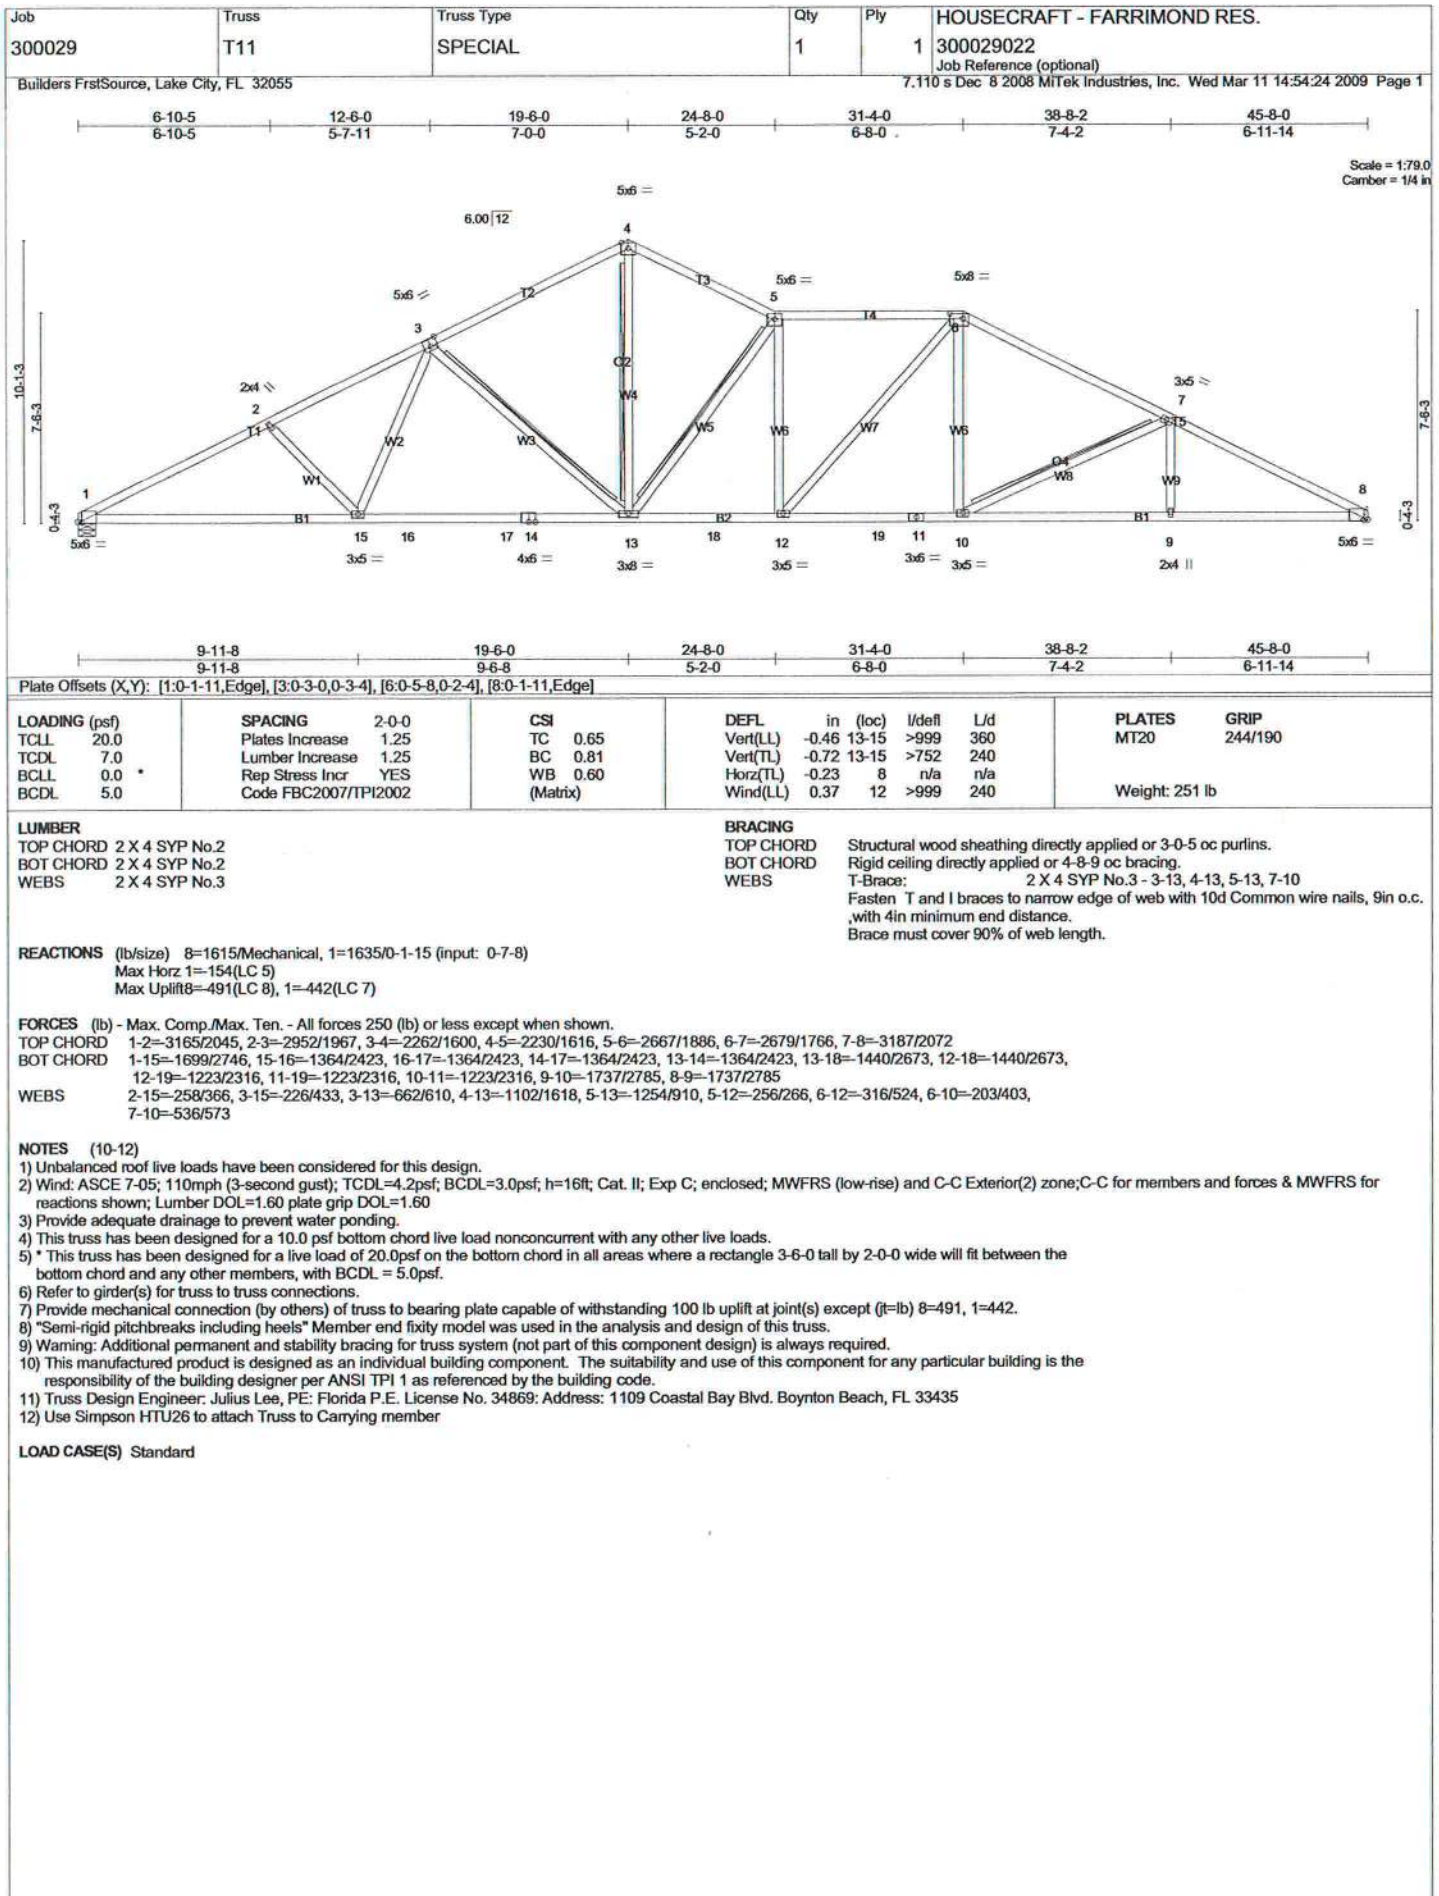 Job Truss Truss Type Qty Ply HOUSECRAFT - FARRIMOND RES.
300029 T11 SPECIAL 1 1 300029022
Job Reference (optional)
Builders FrstSource, Lake City, FL 32055 7.110 s Dec 8 2008 MiTek Industries, Inc. Wed Mar 11 14:54:24 2009 Page 1
6-10-5 12-6-0 19-6-0 24-8-0 31-4-0 38-8-2 45-8-0
6-10-5 5-7-11 7-0-0 5-2-0 6-8-0 7-4-2 6-11-14
Scale = 1:79.0
Camber = 1/4 in
5x6 =
6.00 12
4
T3
5x6 =
5x8 =
5
T2
5x6
T4
6
3
10-1-3
7-6-3
O2
3x5
2x4
7
7-6-3
2
W4
T5
T1
W2 W3 W5 W6 W7 W6
O4
W1
W8
W9
1
8
0-4-3
B1
B2
B1
0-4-3
5x6 =
15 16 17 14 13 18 12 19 11 10 9
5x6 =
3x5 = 4x6 = 3x8 = 3x5 = 3x6 = 3x5 = 2x4 ||
9-11-8 19-6-0 24-8-0 31-4-0 38-8-2 45-8-0
9-11-8 9-6-8 5-2-0 6-8-0 7-4-2 6-11-14
Plate Offsets (X,Y): [1:0-1-11,Edge], [3:0-3-0,0-3-4], [6:0-5-8,0-2-4], [8:0-1-11,Edge]
LOADING (psf) SPACING 2-0-0 CSI DEFL in (loc) l/defl L/d PLATES GRIP
TCLL 20.0 Plates Increase 1.25 TC 0.65 Vert(LL) -0.46 13-15 >999 360 MT20 244/190
TCDL 7.0 Lumber Increase 1.25 BC 0.81 Vert(TL) -0.72 13-15 >752 240
BCLL 0.0 * Rep Stress Incr YES WB 0.60 Horz(TL) -0.23 8 n/a n/a
BCDL 5.0 Code FBC2007/TPI2002 (Matrix) Wind(LL) 0.37 12 >999 240 Weight: 251 lb
LUMBER BRACING
TOP CHORD 2 X 4 SYP No.2 TOP CHORD Structural wood sheathing directly applied or 3-0-5 oc purlins.
BOT CHORD 2 X 4 SYP No.2 BOT CHORD Rigid ceiling directly applied or 4-8-9 oc bracing.
WEBS 2 X 4 SYP No.3 WEBS T-Brace: 2 X 4 SYP No.3 - 3-13, 4-13, 5-13, 7-10
Fasten T and I braces to narrow edge of web with 10d Common wire nails, 9in o.c.
,with 4in minimum end distance.
Brace must cover 90% of web length.
REACTIONS (lb/size) 8=1615/Mechanical, 1=1635/0-1-15 (input: 0-7-8)
Max Horz 1=-154(LC 5)
Max Uplift8=-491(LC 8), 1=-442(LC 7)
FORCES (lb) - Max. Comp./Max. Ten. - All forces 250 (lb) or less except when shown.
TOP CHORD 1-2=-3165/2045, 2-3=-2952/1967, 3-4=-2262/1600, 4-5=-2230/1616, 5-6=-2667/1886, 6-7=-2679/1766, 7-8=-3187/2072
BOT CHORD 1-15=-1699/2746, 15-16=-1364/2423, 16-17=-1364/2423, 14-17=-1364/2423, 13-14=-1364/2423, 13-18=-1440/2673, 12-18=-1440/2673,
12-19=-1223/2316, 11-19=-1223/2316, 10-11=-1223/2316, 9-10=-1737/2785, 8-9=-1737/2785
WEBS 2-15=-258/366, 3-15=-226/433, 3-13=-662/610, 4-13=-1102/1618, 5-13=-1254/910, 5-12=-256/266, 6-12=-316/524, 6-10=-203/403,
7-10=-536/573
NOTES (10-12)
1) Unbalanced roof live loads have been considered for this design.
2) Wind: ASCE 7-05; 110mph (3-second gust); TCDL=4.2psf; BCDL=3.0psf; h=16ft; Cat. II; Exp C; enclosed; MWFRS (low-rise) and C-C Exterior(2) zone;C-C for members and forces & MWFRS for
reactions shown; Lumber DOL=1.60 plate grip DOL=1.60
3) Provide adequate drainage to prevent water ponding.
4) This truss has been designed for a 10.0 psf bottom chord live load nonconcurrent with any other live loads.
5) * This truss has been designed for a live load of 20.0psf on the bottom chord in all areas where a rectangle 3-6-0 tall by 2-0-0 wide will fit between the
bottom chord and any other members, with BCDL = 5.0psf.
6) Refer to girder(s) for truss to truss connections.
7) Provide mechanical connection (by others) of truss to bearing plate capable of withstanding 100 lb uplift at joint(s) except (jt=lb) 8=491, 1=442.
8) "Semi-rigid pitchbreaks including heels" Member end fixity model was used in the analysis and design of this truss.
9) Warning: Additional permanent and stability bracing for truss system (not part of this component design) is always required.
10) This manufactured product is designed as an individual building component. The suitability and use of this component for any particular building is the
responsibility of the building designer per ANSI TPI 1 as referenced by the building code.
11) Truss Design Engineer: Julius Lee, PE: Florida P.E. License No. 34869: Address: 1109 Coastal Bay Blvd. Boynton Beach, FL 33435
12) Use Simpson HTU26 to attach Truss to Carrying member
LOAD CASE(S) Standard